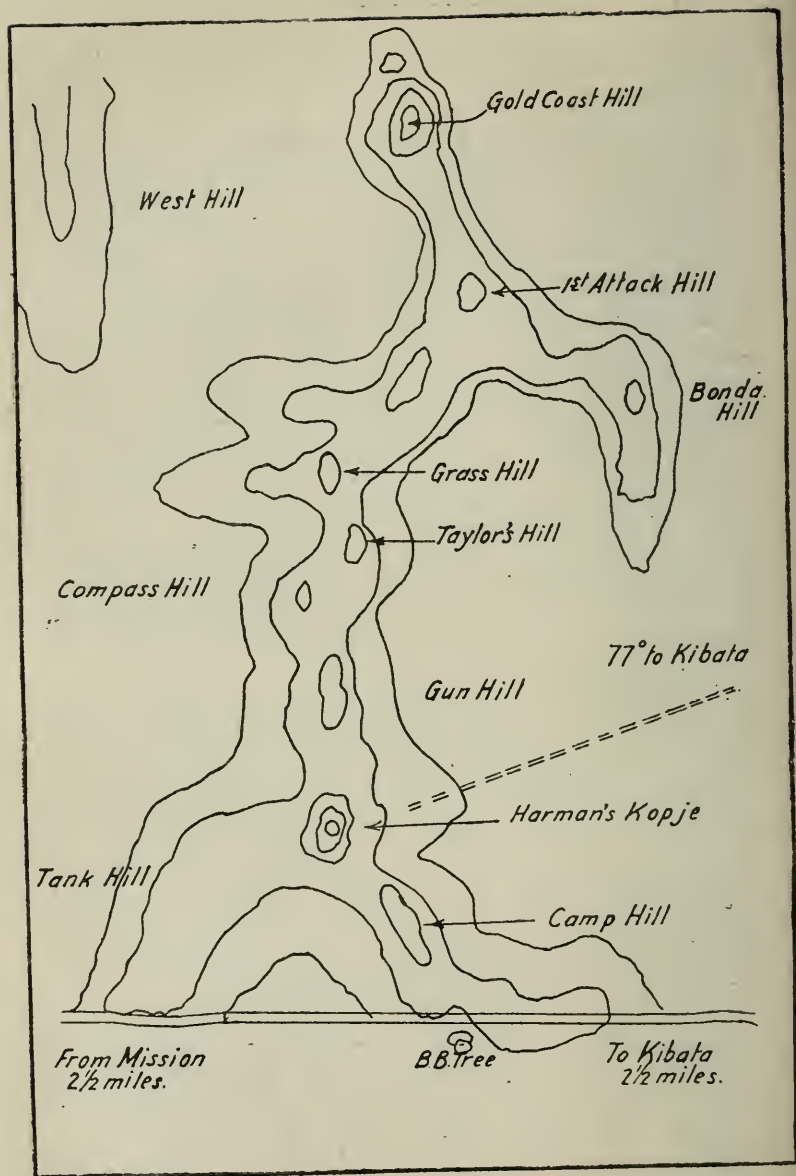 Gold Coast Hill
West Hill
1st Attack Hill
Bonda.
Hill
Grass Hill
Taylor's Hill
Compass Hill
77° to Kibata
Gun Hill
Harman's Kopje
Tank Hill
Camp Hill
From Mission
2½ miles.
B.B.Tree
To Kibata
2½ miles.